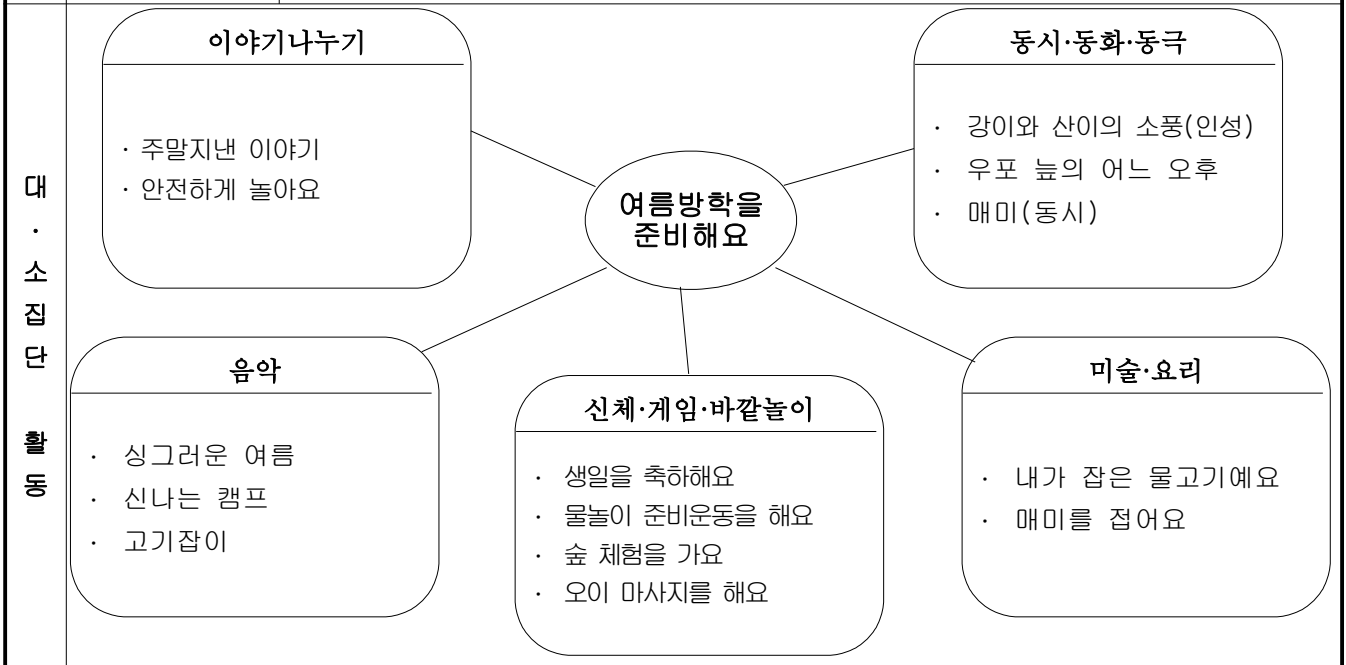 대·소집단 활동
이야기나누기
· 주말지낸 이야기
· 안전하게 놀아요
동시·동화·동극
· 강이와 산이의 소풍(인성)
· 우포 늪의 어느 오후
· 매미(동시)
여름방학을
준비해요
음악
· 싱그러운 여름
· 신나는 캠프
· 고기잡이
신체·게임·바깥놀이
· 생일을 축하해요
· 물놀이 준비운동을 해요
· 숲 체험을 가요
· 오이 마사지를 해요
미술·요리
· 내가 잡은 물고기예요
· 매미를 접어요